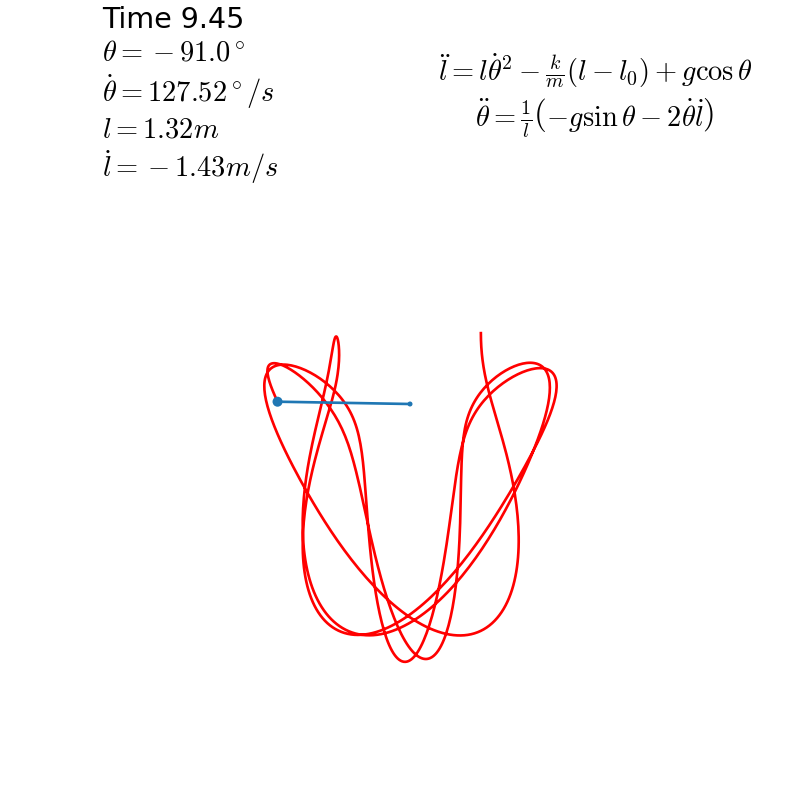 Time 9.45
θ = −91.0°
θ̇ = 127.52°/s
l = 1.32m
l̇ = −1.43m/s
l̈ = lθ̇² − k/m(l − l₀) + g cos θ
θ̈ = 1/l(−g sin θ − 2θ̇l̇)